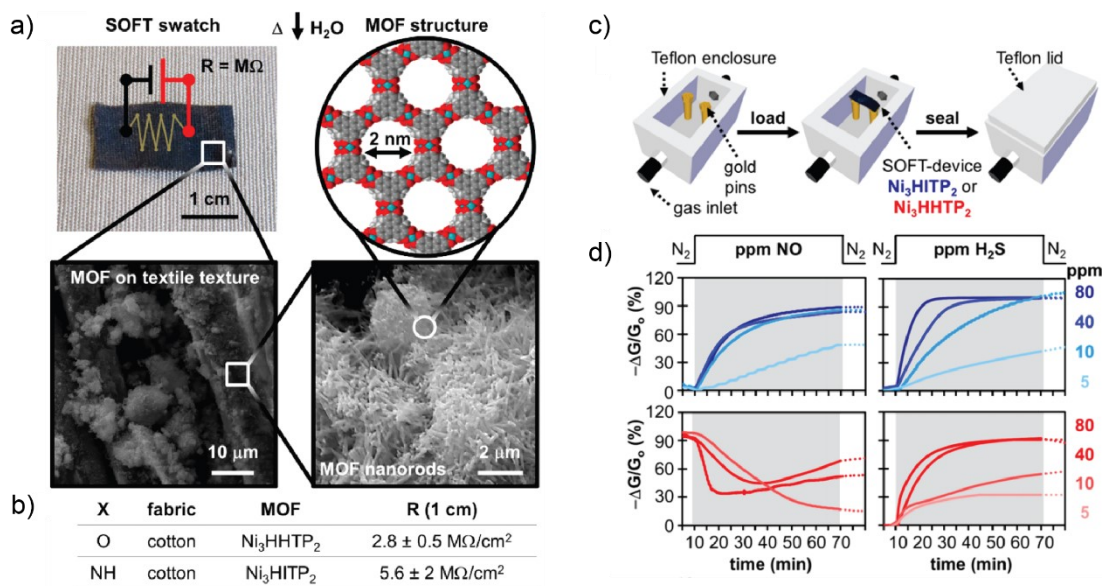 a)
SOFT swatch
Δ
H₂O
MOF structure
R = MΩ
1 cm
2 nm
MOF on textile texture
10 μm
MOF nanorods
2 μm
b)
X fabric MOF R (1 cm)
O cotton Ni₃HHTP₂ 2.8 ± 0.5 MΩ/cm²
NH cotton Ni₃HITP₂ 5.6 ± 2 MΩ/cm²
c)
Teflon enclosure
Teflon lid
load
seal
gold
pins
gas inlet
SOFT-device
Ni₃HITP₂ or
Ni₃HHTP₂
d)
N₂ ppm NO N₂
N₂ ppm H₂S N₂
ppm
−ΔG/G₀ (%)
120
90
60
30
0
80
40
10
5
−ΔG/G₀ (%)
120
90
60
30
0
80
40
10
5
10 20 30 40 50 60 70
time (min)
10 20 30 40 50 60 70
time (min)